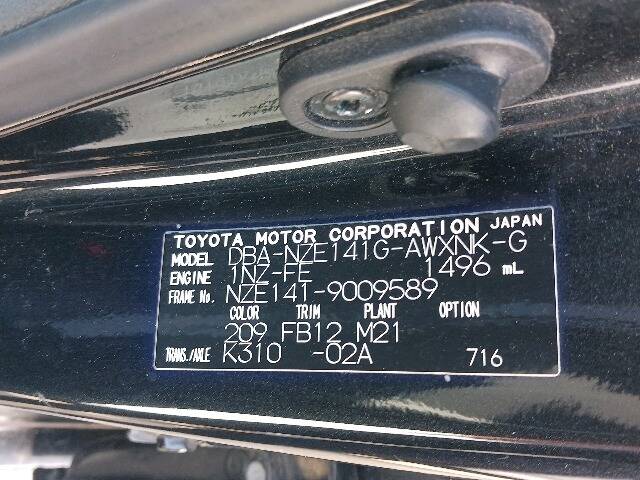 TOYOTA MOTOR CORPORATION JAPAN
MODEL DBA-NZE141G-AWXNK-G
ENGINE 1NZ-FE 1496 mL
FRAME No. NZE141-9009589
COLOR TRIM PLANT OPTION
209 FB12 M21
TRANS./AXLE K310 -02A 716